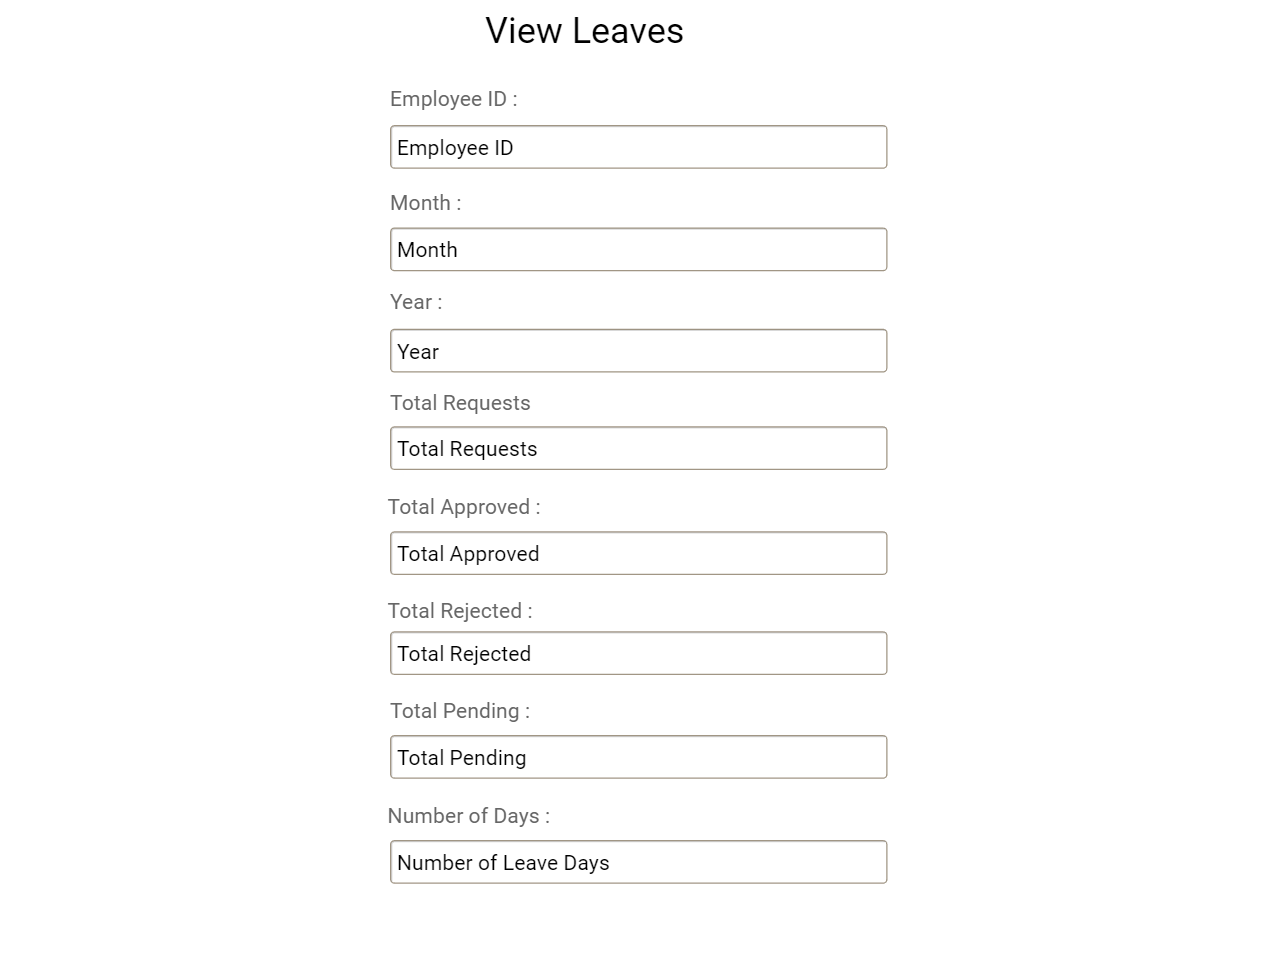 View Leaves
Employee ID :
Employee ID
Month :
Month
Year :
Year
Total Requests
Total Requests
Total Approved :
Total Approved
Total Rejected :
Total Rejected
Total Pending :
Total Pending
Number of Days :
Number of Leave Days